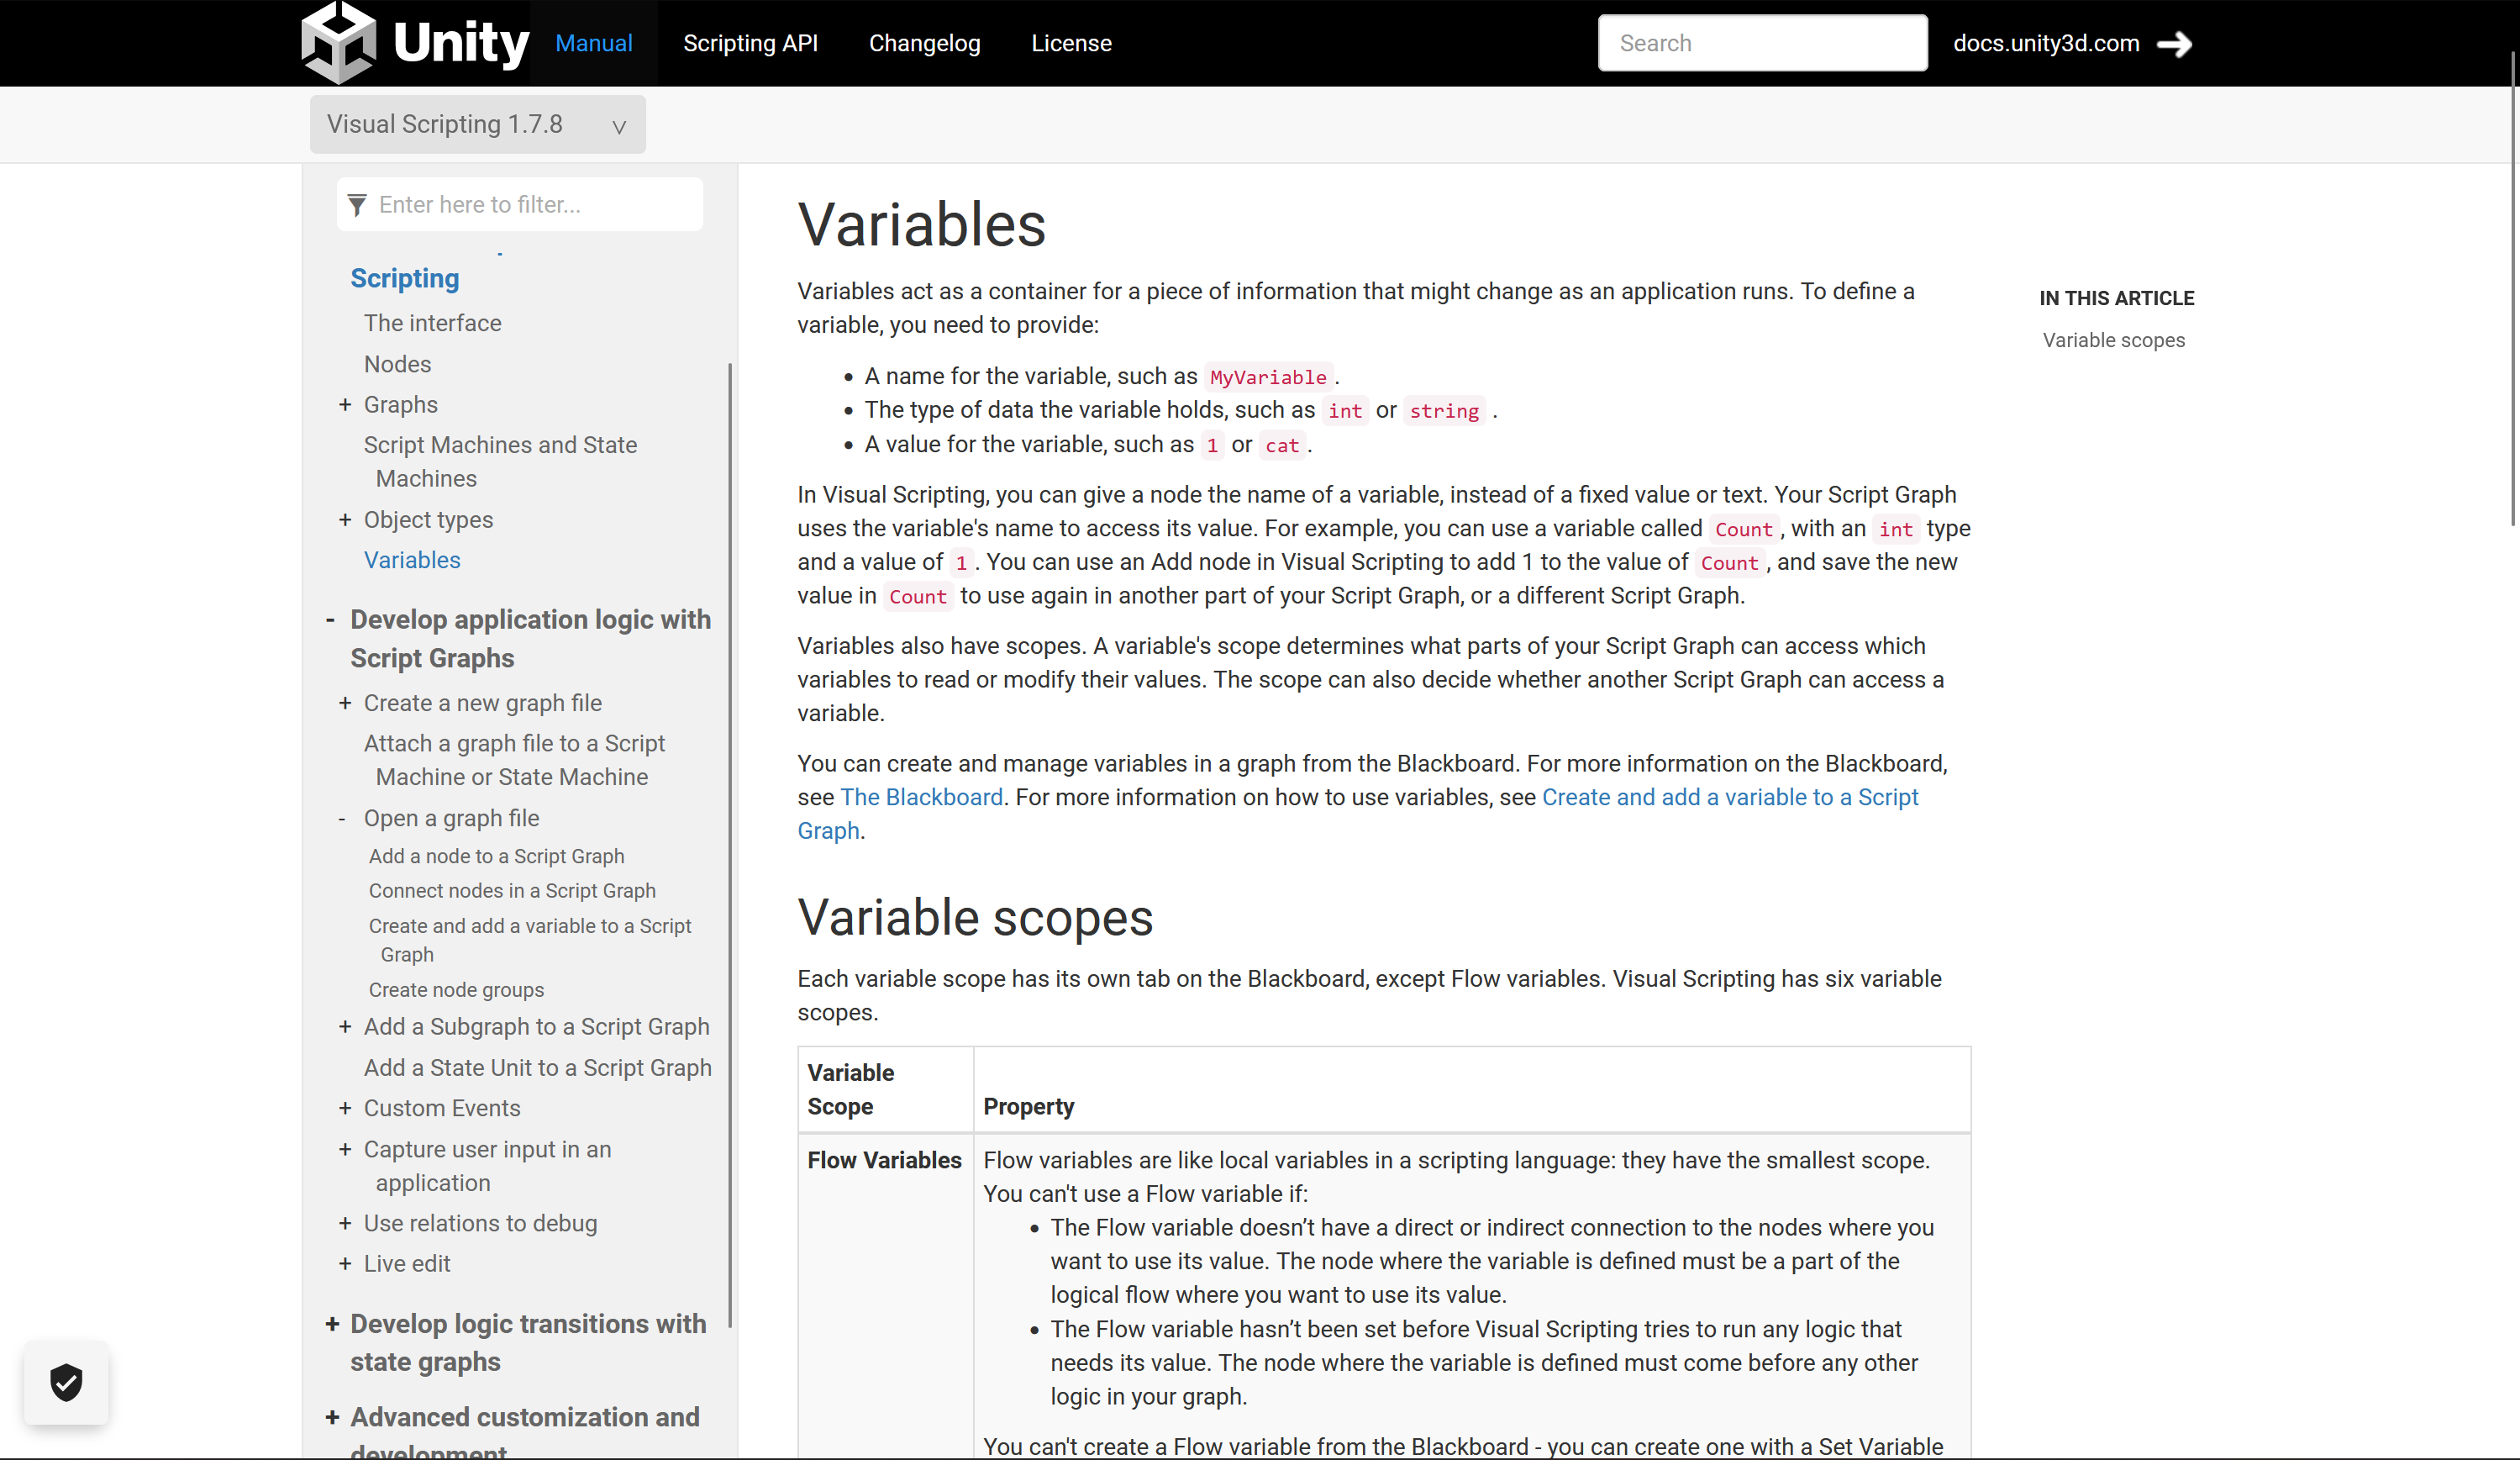 Unity
Manual
Scripting API
Changelog
License
Search
docs.unity3d.com
Visual Scripting 1.7.8
Enter here to filter...
Scripting
The interface
Nodes
+ Graphs
Script Machines and State
Machines
+ Object types
Variables
- Develop application logic with
Script Graphs
+ Create a new graph file
Attach a graph file to a Script
Machine or State Machine
- Open a graph file
Add a node to a Script Graph
Connect nodes in a Script Graph
Create and add a variable to a Script
Graph
Create node groups
+ Add a Subgraph to a Script Graph
Add a State Unit to a Script Graph
+ Custom Events
+ Capture user input in an
application
+ Use relations to debug
+ Live edit
+ Develop logic transitions with
state graphs
+ Advanced customization and
development
Variables
Variables act as a container for a piece of information that might change as an application runs. To define a
variable, you need to provide:
• A name for the variable, such as MyVariable.
• The type of data the variable holds, such as int or string .
• A value for the variable, such as 1 or cat.
In Visual Scripting, you can give a node the name of a variable, instead of a fixed value or text. Your Script Graph
uses the variable's name to access its value. For example, you can use a variable called Count, with an int type
and a value of 1. You can use an Add node in Visual Scripting to add 1 to the value of Count, and save the new
value in Count to use again in another part of your Script Graph, or a different Script Graph.
Variables also have scopes. A variable's scope determines what parts of your Script Graph can access which
variables to read or modify their values. The scope can also decide whether another Script Graph can access a
variable.
You can create and manage variables in a graph from the Blackboard. For more information on the Blackboard,
see The Blackboard. For more information on how to use variables, see Create and add a variable to a Script
Graph.
Variable scopes
Each variable scope has its own tab on the Blackboard, except Flow variables. Visual Scripting has six variable
scopes.
Variable
Scope
Property
Flow Variables
Flow variables are like local variables in a scripting language: they have the smallest scope.
You can't use a Flow variable if:
• The Flow variable doesn’t have a direct or indirect connection to the nodes where you
want to use its value. The node where the variable is defined must be a part of the
logical flow where you want to use its value.
• The Flow variable hasn’t been set before Visual Scripting tries to run any logic that
needs its value. The node where the variable is defined must come before any other
logic in your graph.
You can't create a Flow variable from the Blackboard - you can create one with a Set Variable
IN THIS ARTICLE
Variable scopes